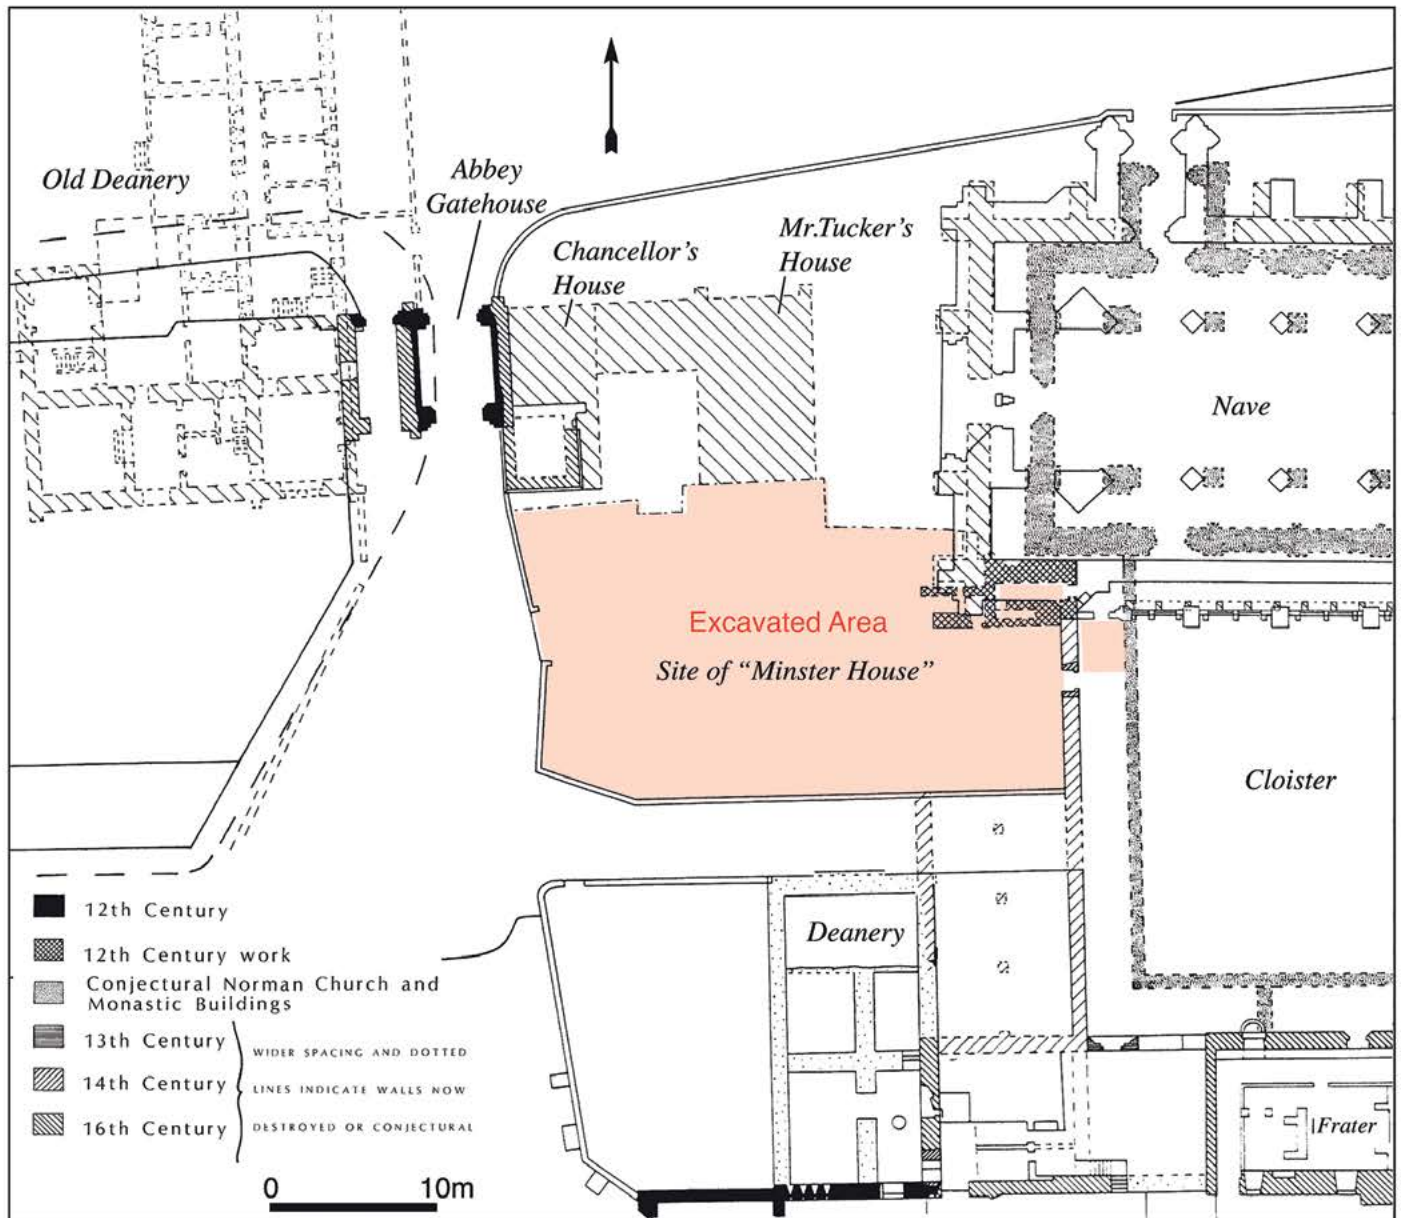 Old Deanery
Abbey
Gatehouse
Chancellor's
House
Mr.Tucker's
House
Nave
Excavated Area
Site of “Minster House”
Cloister
Deanery
Frater
12th Century
12th Century work
Conjectural Norman Church and
Monastic Buildings
13th Century
14th Century
16th Century
WIDER SPACING AND DOTTED
LINES INDICATE WALLS NOW
DESTROYED OR CONJECTURAL
0 10m